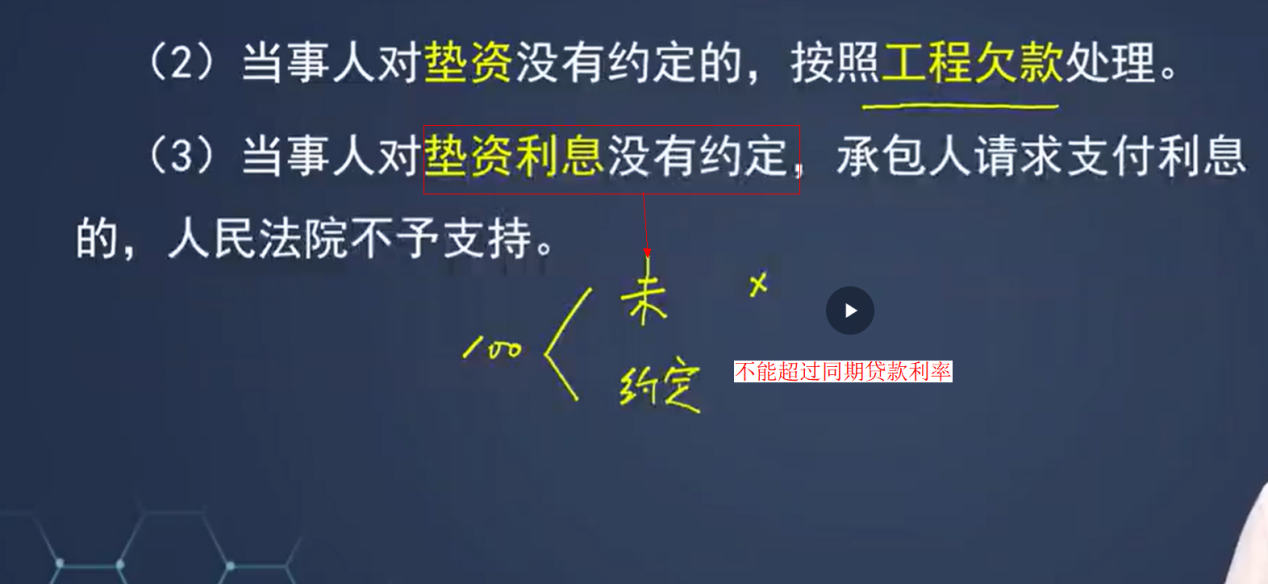 （2）当事人对垫资没有约定的，按照工程欠款处理。
（3）当事人对垫资利息没有约定，承包人请求支付利息
的，人民法院不予支持。
未 ×
100
约定 不能超过同期贷款利率